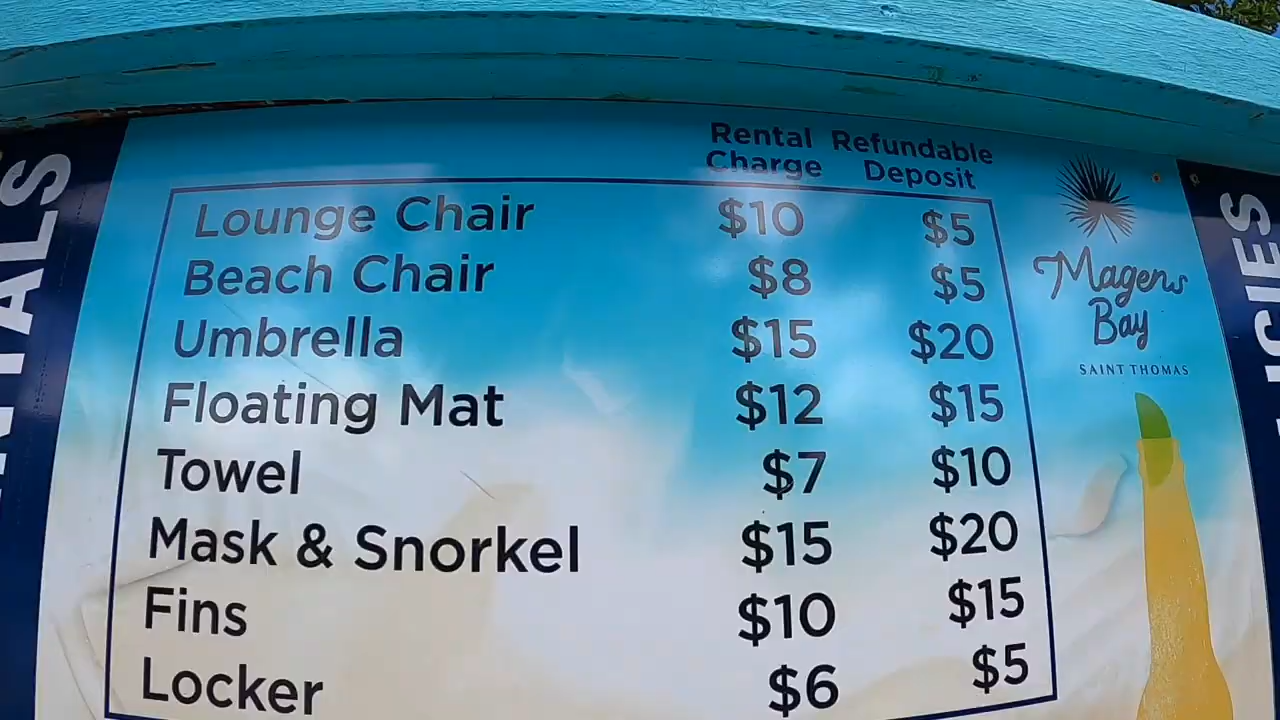 Rental Refundable
Charge Deposit
Lounge Chair $10 $5
Beach Chair $8 $5
Umbrella $15 $20
Floating Mat $12 $15
Towel $7 $10
Mask & Snorkel $15 $20
Fins $10 $15
Locker $6 $5
Magens
Bay
SAINT THOMAS